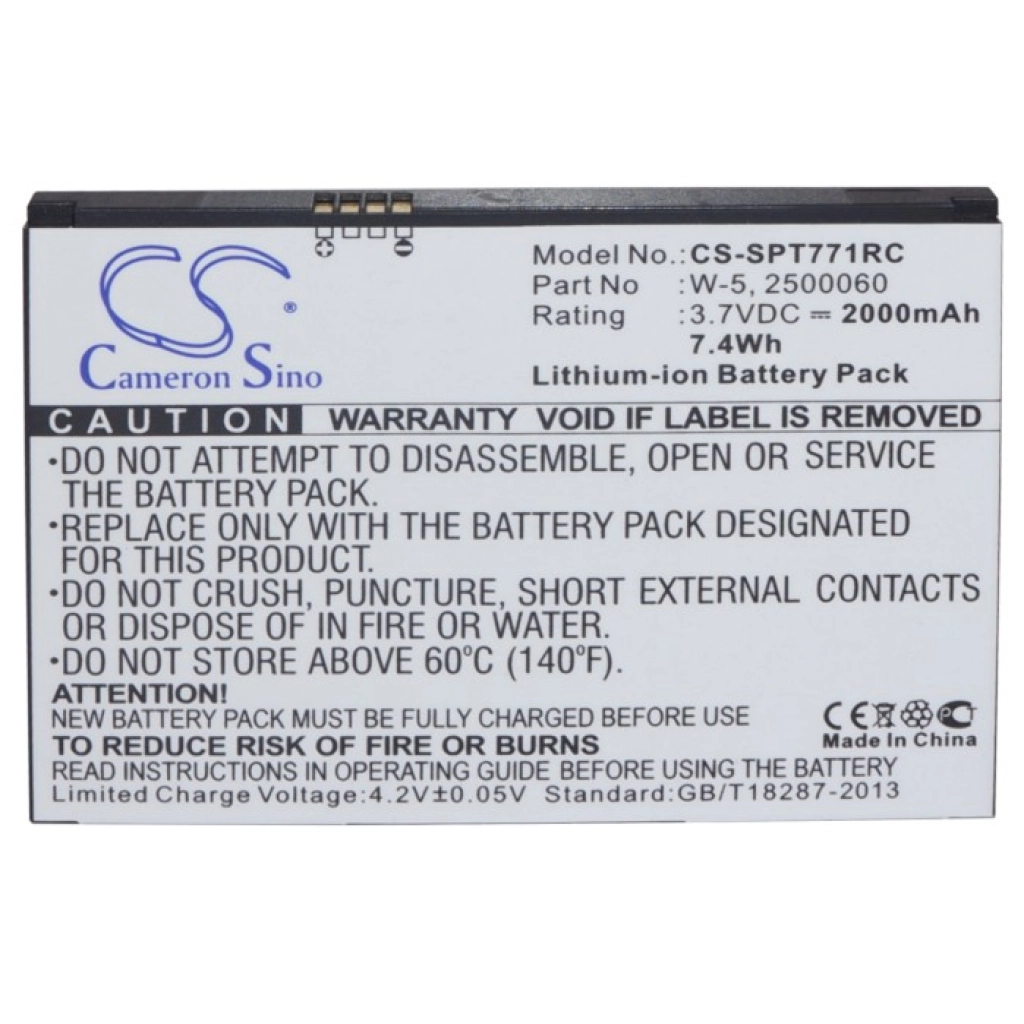 CS®
Cameron Sino
Model No.: CS-SPT771RC
Part No : W-5, 2500060
Rating : 3.7VDC ⎓ 2000mAh
7.4Wh
Lithium-ion Battery Pack
CAUTION WARRANTY VOID IF LABEL IS REMOVED
•DO NOT ATTEMPT TO DISASSEMBLE, OPEN OR SERVICE
THE BATTERY PACK.
•REPLACE ONLY WITH THE BATTERY PACK DESIGNATED
FOR THIS PRODUCT.
•DO NOT CRUSH, PUNCTURE, SHORT EXTERNAL CONTACTS
OR DISPOSE OF IN FIRE OR WATER.
•DO NOT STORE ABOVE 60°C (140°F).
ATTENTION!
NEW BATTERY PACK MUST BE FULLY CHARGED BEFORE USE
CE PCT
TO REDUCE RISK OF FIRE OR BURNS
Made In China
READ INSTRUCTIONS IN BEFORE USING THE BATTERY
Limited Charge Voltage:4.2V±0.05V Standard:GB/T18287-2013